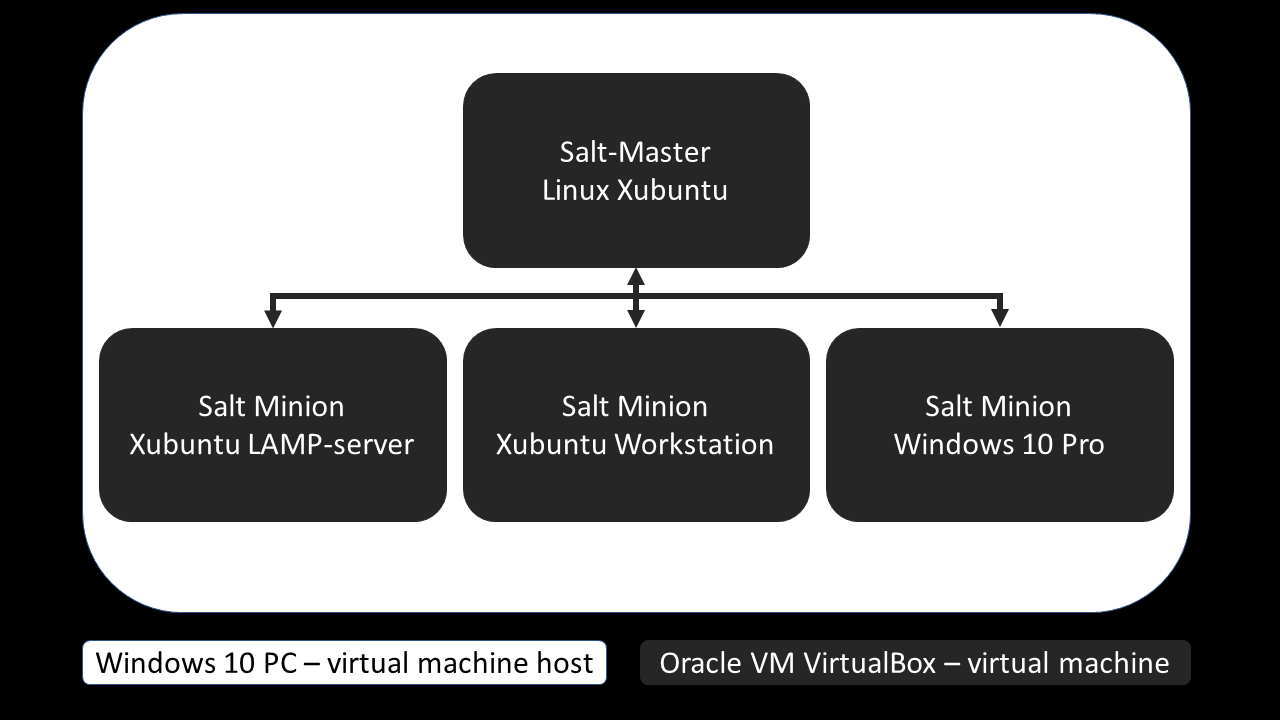 Salt-Master
Linux Xubuntu
Salt Minion
Xubuntu LAMP-server
Salt Minion
Xubuntu Workstation
Salt Minion
Windows 10 Pro
Windows 10 PC – virtual machine host
Oracle VM VirtualBox – virtual machine